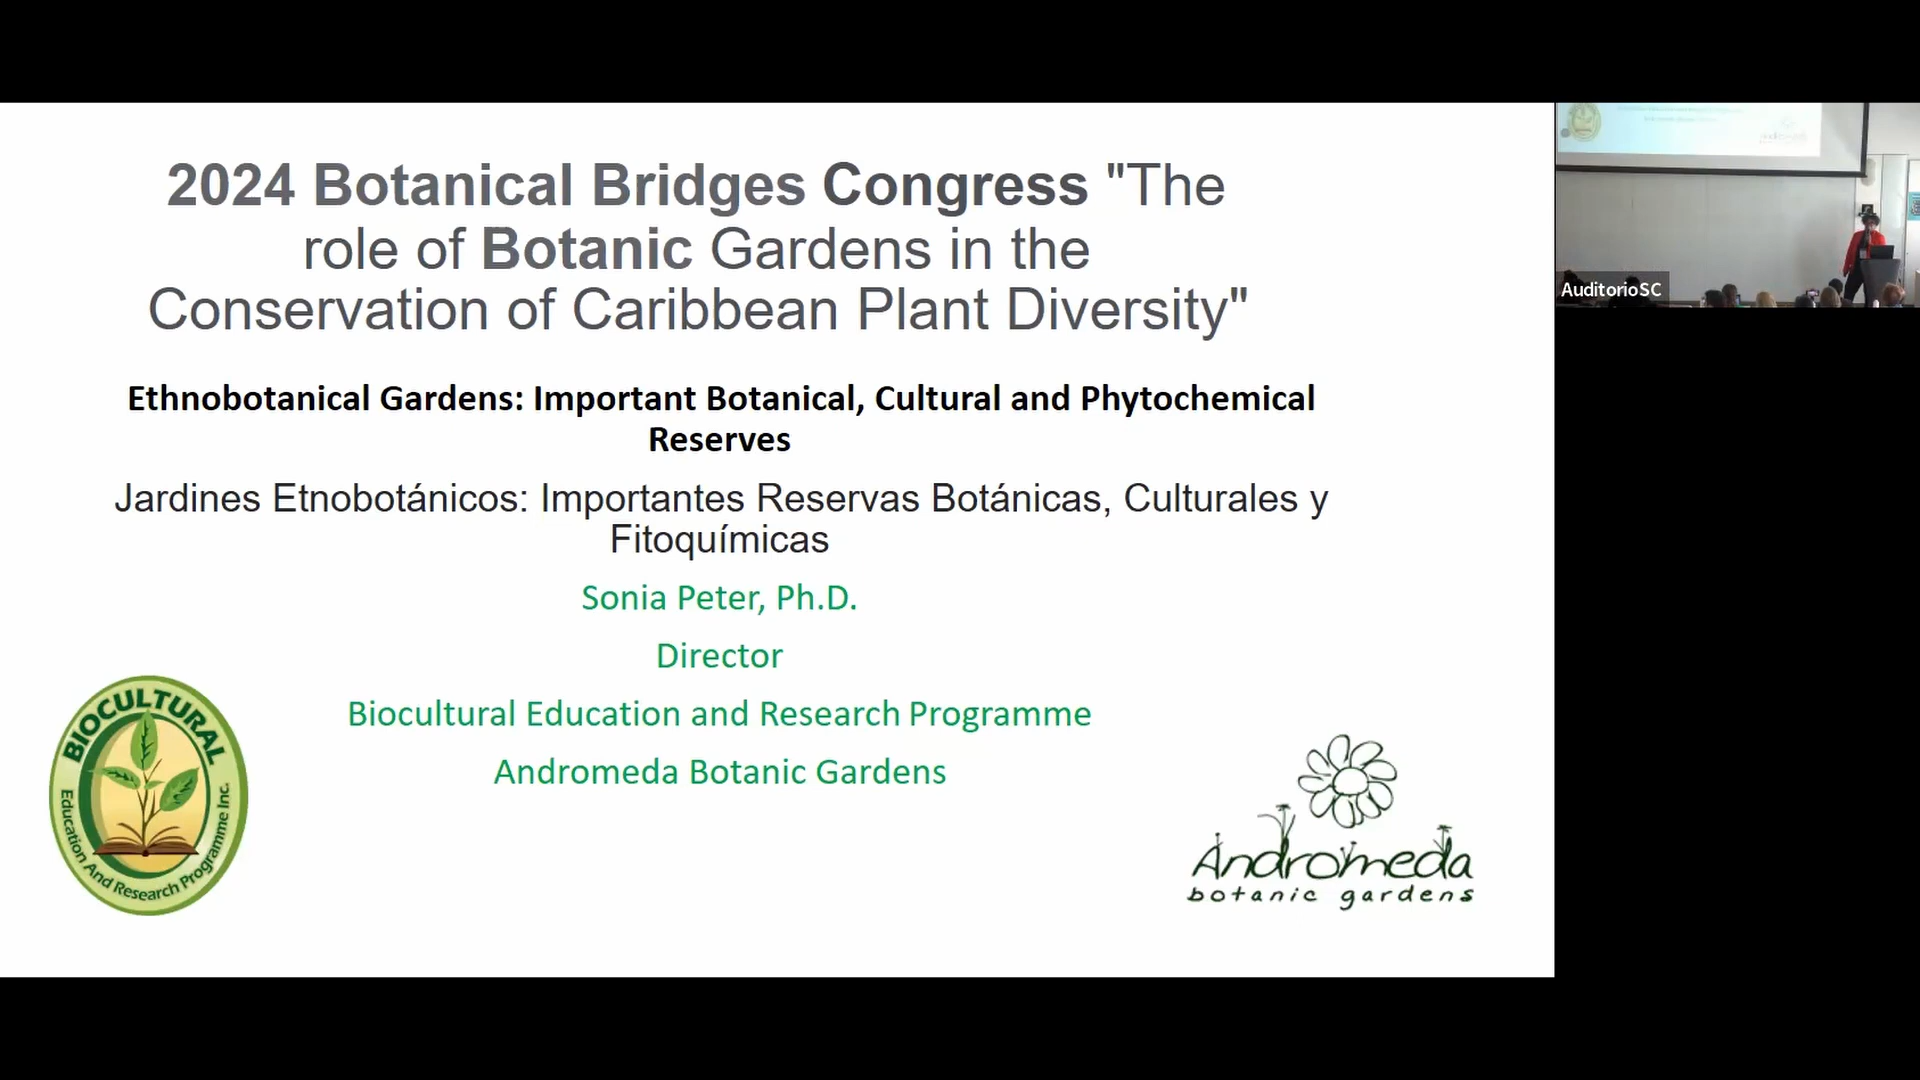 2024 Botanical Bridges Congress "The
role of Botanic Gardens in the
Conservation of Caribbean Plant Diversity"
Ethnobotanical Gardens: Important Botanical, Cultural and Phytochemical
Reserves
Jardines Etnobotánicos: Importantes Reservas Botánicas, Culturales y
Fitoquímicas
Sonia Peter, Ph.D.
Director
Biocultural Education and Research Programme
Andromeda Botanic Gardens
BIOCULTURAL
Education And Research Programme Inc.
Andromeda
botanic gardens
AuditorioSC